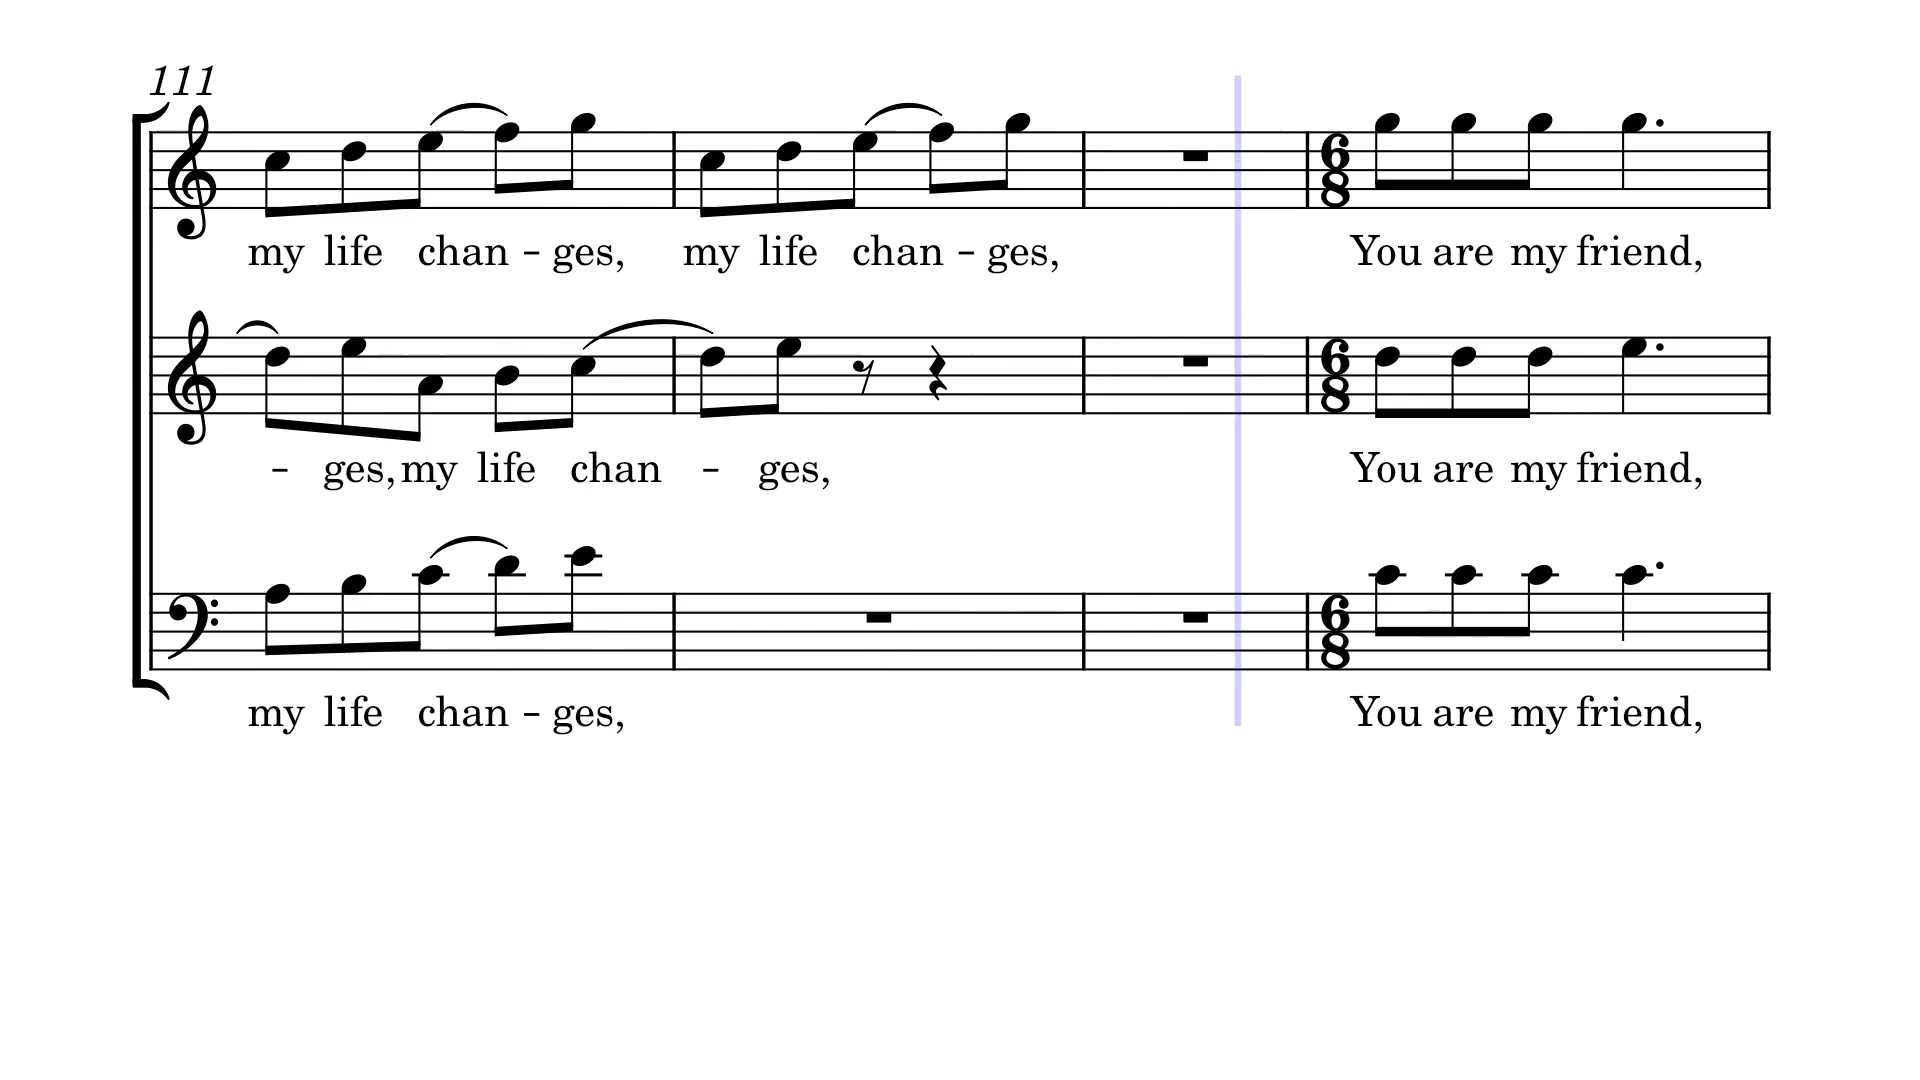 111
my life chan - ges, my life chan - ges, You are my friend,
- ges, my life chan - ges, You are my friend,
my life chan - ges, You are my friend,